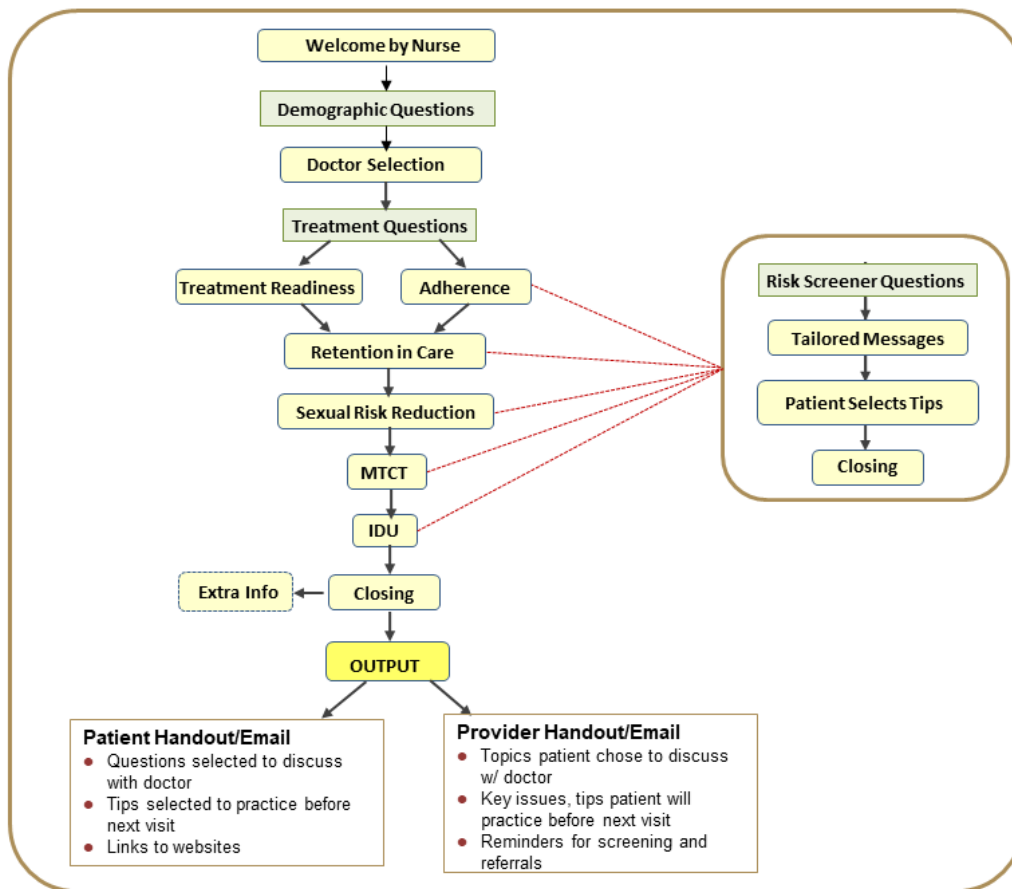 Welcome by Nurse
Demographic Questions
Doctor Selection
Treatment Questions
Treatment Readiness
Adherence
Retention in Care
Sexual Risk Reduction
MTCT
IDU
Extra Info
Closing
OUTPUT
Patient Handout/Email
Questions selected to discuss
with doctor
Tips selected to practice before
next visit
Links to websites
Provider Handout/Email
Topics patient chose to discuss
w/ doctor
Key issues, tips patient will
practice before next visit
Reminders for screening and
referrals
Risk Screener Questions
Tailored Messages
Patient Selects Tips
Closing